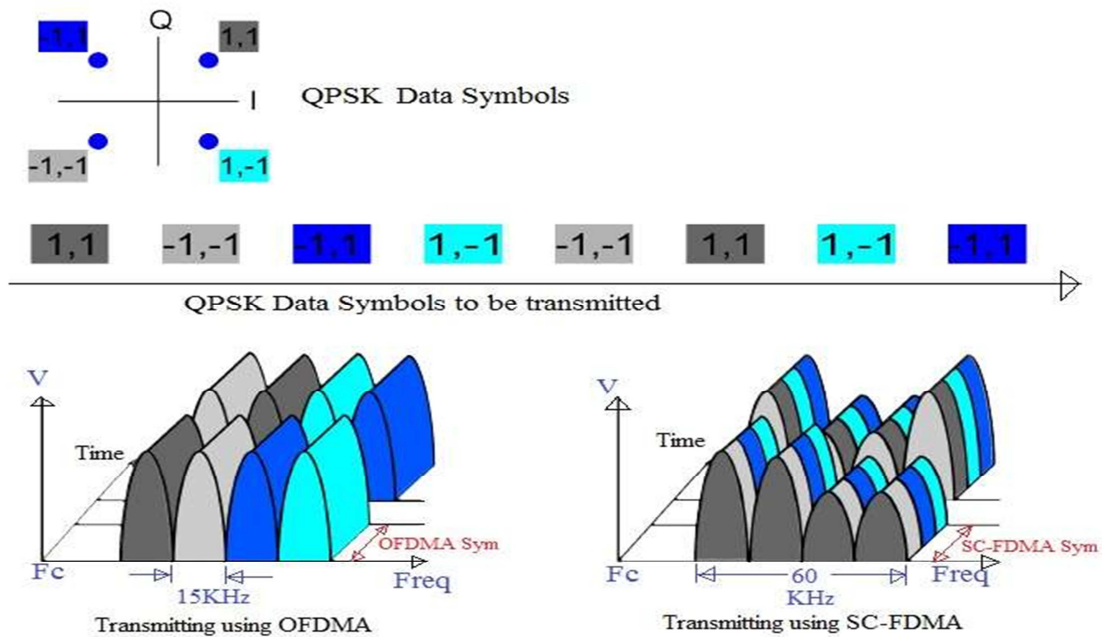 Q
-1,1
1,1
I
QPSK Data Symbols
-1,-1
1,-1
1,1 -1,-1 -1,1 1,-1 -1,-1 1,1 1,-1 -1,1
QPSK Data Symbols to be transmitted
V
Time
OFDMA Sym
Fc
15KHz
Freq
Transmitting using OFDMA
V
Time
SC-FDMA Sym
Fc
60
KHz
Freq
Transmitting using SC-FDMA